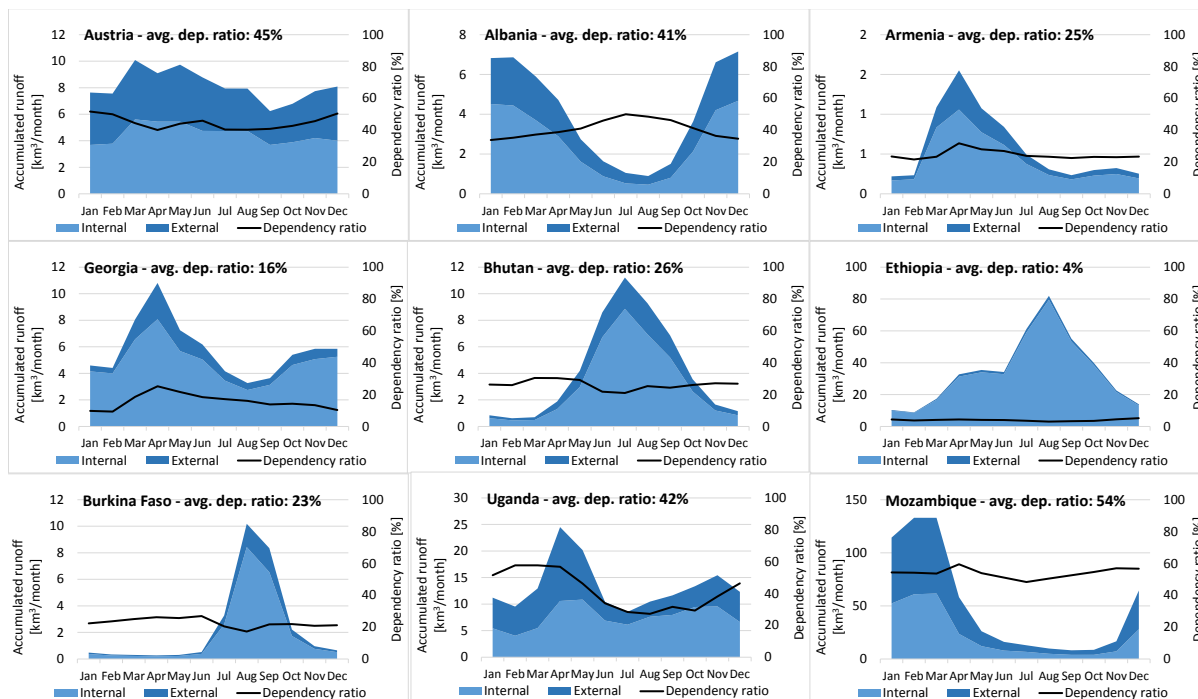 Austria - avg. dep. ratio: 45%
12
10
8
6
4
2
0
Accumulated runoff
[km³/month]
100
80
60
40
20
0
Dependency ratio [%]
Jan Feb Mar Apr May Jun Jul Aug Sep Oct Nov Dec
Internal External Dependency ratio
Albania - avg. dep. ratio: 41%
8
6
4
2
0
Accumulated runoff
[km³/month]
100
80
60
40
20
0
Dependency ratio [%]
Jan Feb Mar Apr May Jun Jul Aug Sep Oct Nov Dec
Internal External Dependency ratio
Armenia - avg. dep. ratio: 25%
2
2
1
1
0
Accumulated runoff
[km³/month]
100
80
60
40
20
0
Dependency ratio [%]
Jan Feb Mar Apr May Jun Jul Aug Sep Oct Nov Dec
Internal External Dependency ratio
Georgia - avg. dep. ratio: 16%
12
10
8
6
4
2
0
Accumulated runoff
[km³/month]
100
80
60
40
20
0
Dependency ratio [%]
Jan Feb Mar Apr May Jun Jul Aug Sep Oct Nov Dec
Internal External Dependency ratio
Bhutan - avg. dep. ratio: 26%
12
10
8
6
4
2
0
Accumulated runoff
[km³/month]
100
80
60
40
20
0
Dependency ratio [%]
Jan Feb Mar Apr May Jun Jul Aug Sep Oct Nov Dec
Internal External Dependency ratio
Ethiopia - avg. dep. ratio: 4%
100
80
60
40
20
0
Accumulated runoff
[km³/month]
100
80
60
40
20
0
Dependency ratio [%]
Jan Feb Mar Apr May Jun Jul Aug Sep Oct Nov Dec
Internal External Dependency ratio
Burkina Faso - avg. dep. ratio: 23%
12
10
8
6
4
2
0
Accumulated runoff
[km³/month]
100
80
60
40
20
0
Dependency ratio [%]
Jan Feb Mar Apr May Jun Jul Aug Sep Oct Nov Dec
Internal External Dependency ratio
Uganda - avg. dep. ratio: 42%
30
25
20
15
10
5
0
Accumulated runoff
[km³/month]
100
80
60
40
20
0
Dependency ratio [%]
Jan Feb Mar Apr May Jun Jul Aug Sep Oct Nov Dec
Internal External Dependency ratio
Mozambique - avg. dep. ratio: 54%
150
100
50
0
Accumulated runoff
[km³/month]
100
80
60
40
20
0
Dependency ratio [%]
Jan Feb Mar Apr May Jun Jul Aug Sep Oct Nov Dec
Internal External Dependency ratio